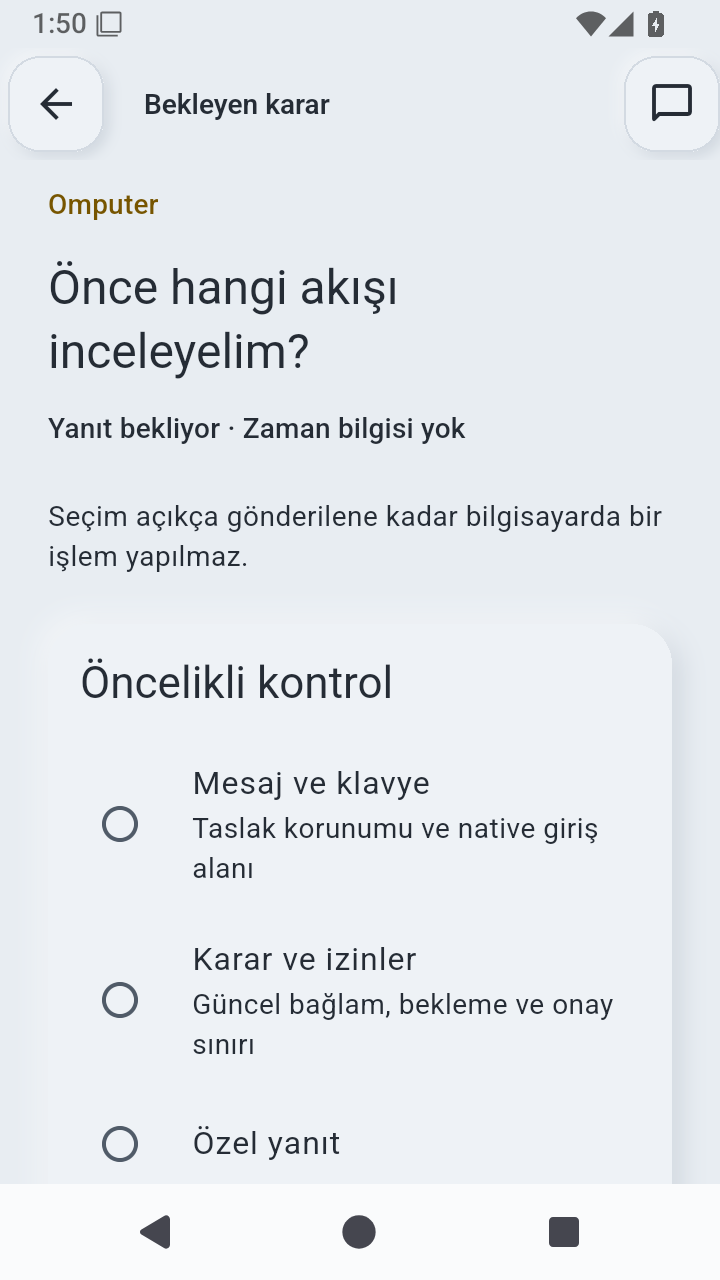 1:50
Bekleyen karar
Omputer
Önce hangi akışı
inceleyelim?
Yanıt bekliyor · Zaman bilgisi yok
Seçim açıkça gönderilene kadar bilgisayarda bir
işlem yapılmaz.
Öncelikli kontrol
Mesaj ve klavye
Taslak korunumu ve native giriş
alanı
Karar ve izinler
Güncel bağlam, bekleme ve onay
sınırı
Özel yanıt